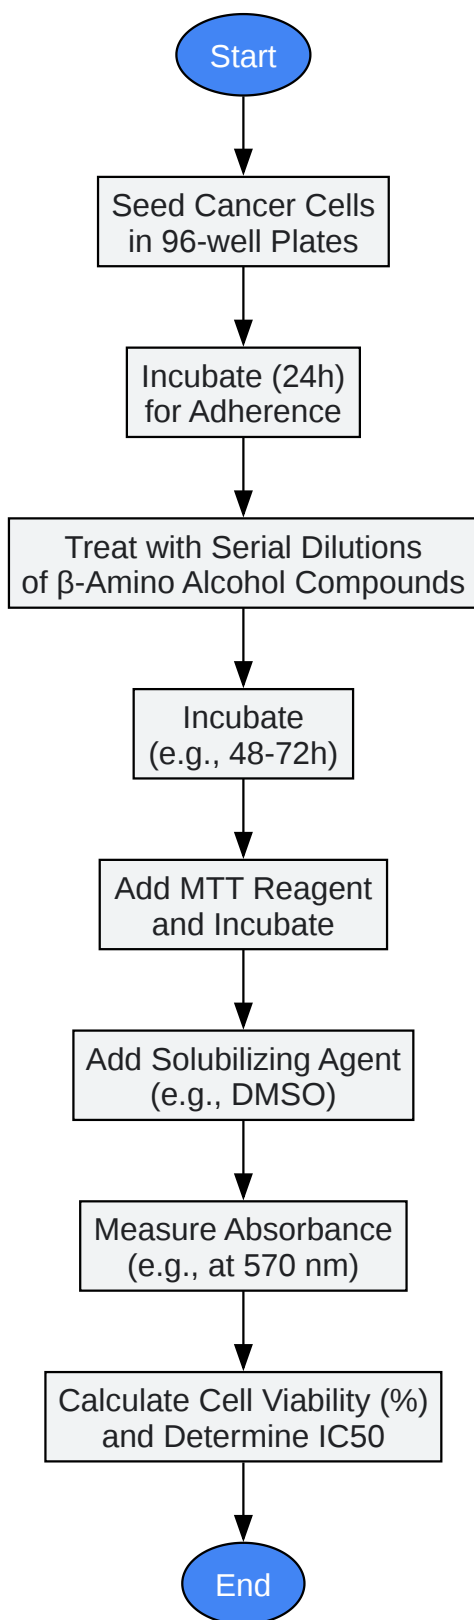 Start
Seed Cancer Cells
in 96-well Plates
Incubate (24h)
for Adherence
Treat with Serial Dilutions
of β-Amino Alcohol Compounds
Incubate
(e.g., 48-72h)
Add MTT Reagent
and Incubate
Add Solubilizing Agent
(e.g., DMSO)
Measure Absorbance
(e.g., at 570 nm)
Calculate Cell Viability (%)
and Determine IC50
End